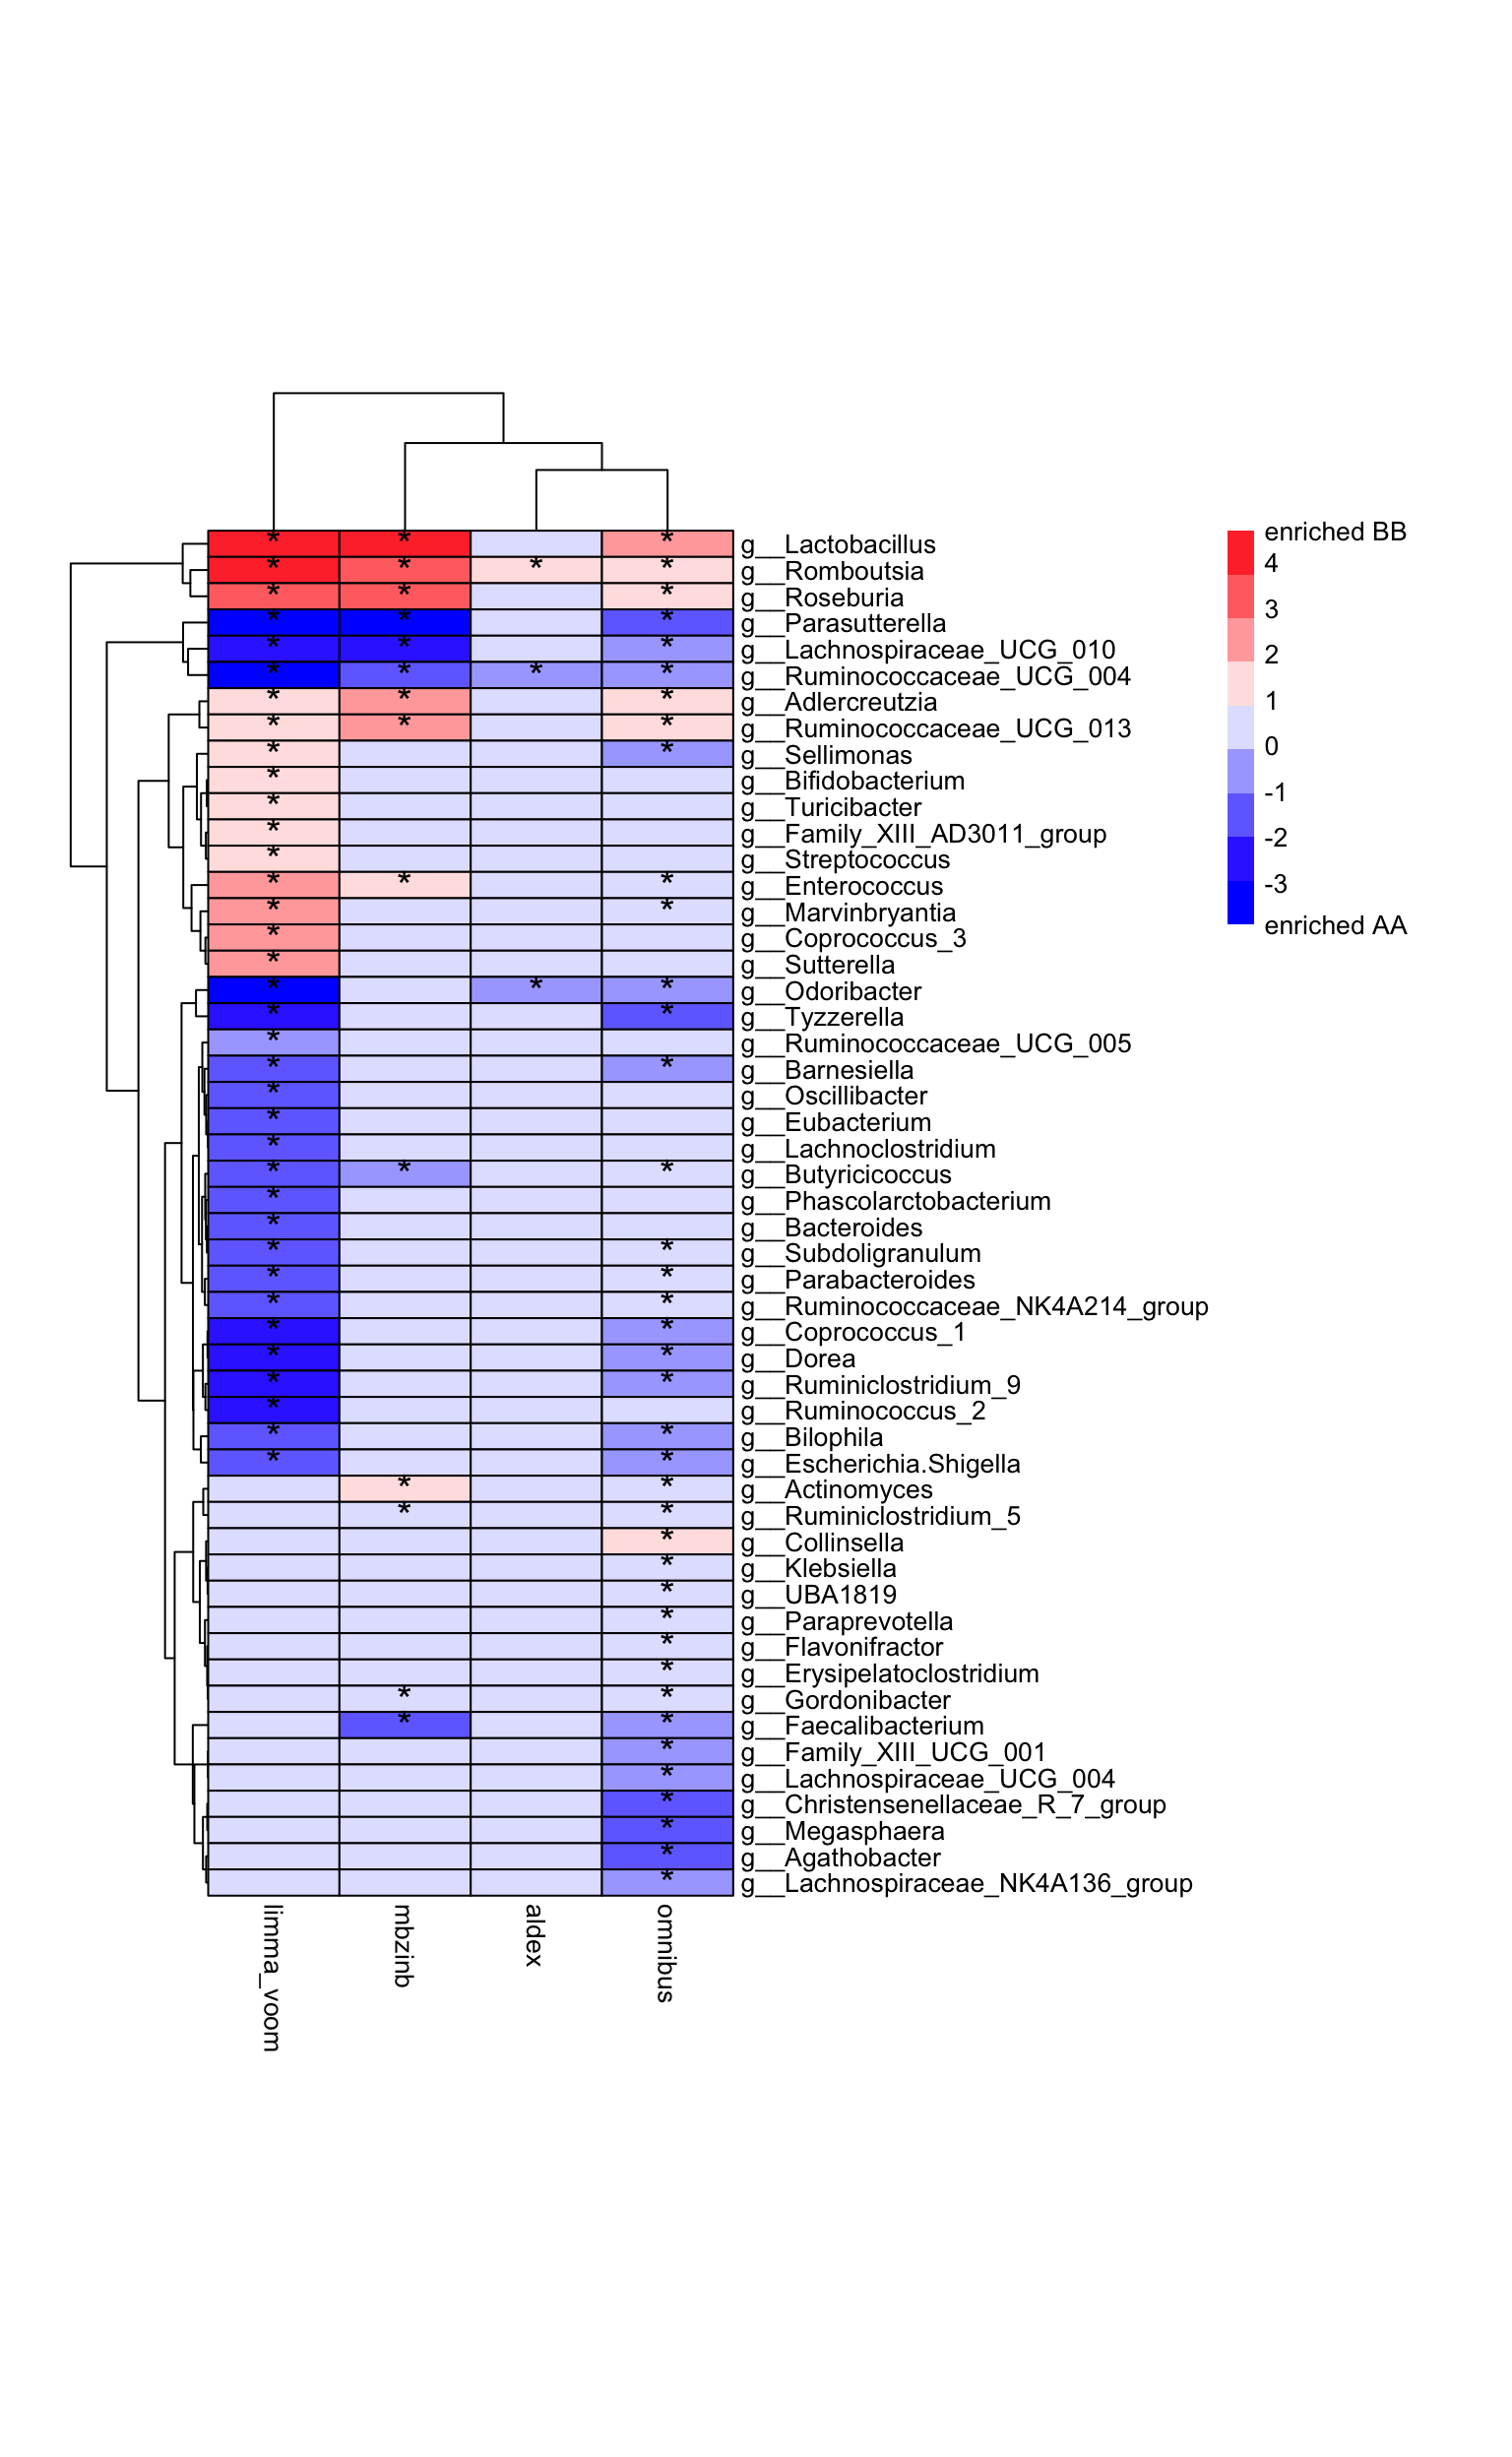 g__Lactobacillus
g__Romboutsia
g__Roseburia
g__Parasutterella
g__Lachnospiraceae_UCG_010
g__Ruminococcaceae_UCG_004
g__Adlercreutzia
g__Ruminococcaceae_UCG_013
g__Sellimonas
g__Bifidobacterium
g__Turicibacter
g__Family_XIII_AD3011_group
g__Streptococcus
g__Enterococcus
g__Marvinbryantia
g__Coprococcus_3
g__Sutterella
g__Odoribacter
g__Tyzzerella
g__Ruminococcaceae_UCG_005
g__Barnesiella
g__Oscillibacter
g__Eubacterium
g__Lachnoclostridium
g__Butyricicoccus
g__Phascolarctobacterium
g__Bacteroides
g__Subdoligranulum
g__Parabacteroides
g__Ruminococcaceae_NK4A214_group
g__Coprococcus_1
g__Dorea
g__Ruminiclostridium_9
g__Ruminococcus_2
g__Bilophila
g__Escherichia.Shigella
g__Actinomyces
g__Ruminiclostridium_5
g__Collinsella
g__Klebsiella
g__UBA1819
g__Paraprevotella
g__Flavonifractor
g__Erysipelatoclostridium
g__Gordonibacter
g__Faecalibacterium
g__Family_XIII_UCG_001
g__Lachnospiraceae_UCG_004
g__Christensenellaceae_R_7_group
g__Megasphaera
g__Agathobacter
g__Lachnospiraceae_NK4A136_group
limma_voom
mbzinb
aldex
omnibus
enriched BB
4
3
2
1
0
-1
-2
-3
enriched AA